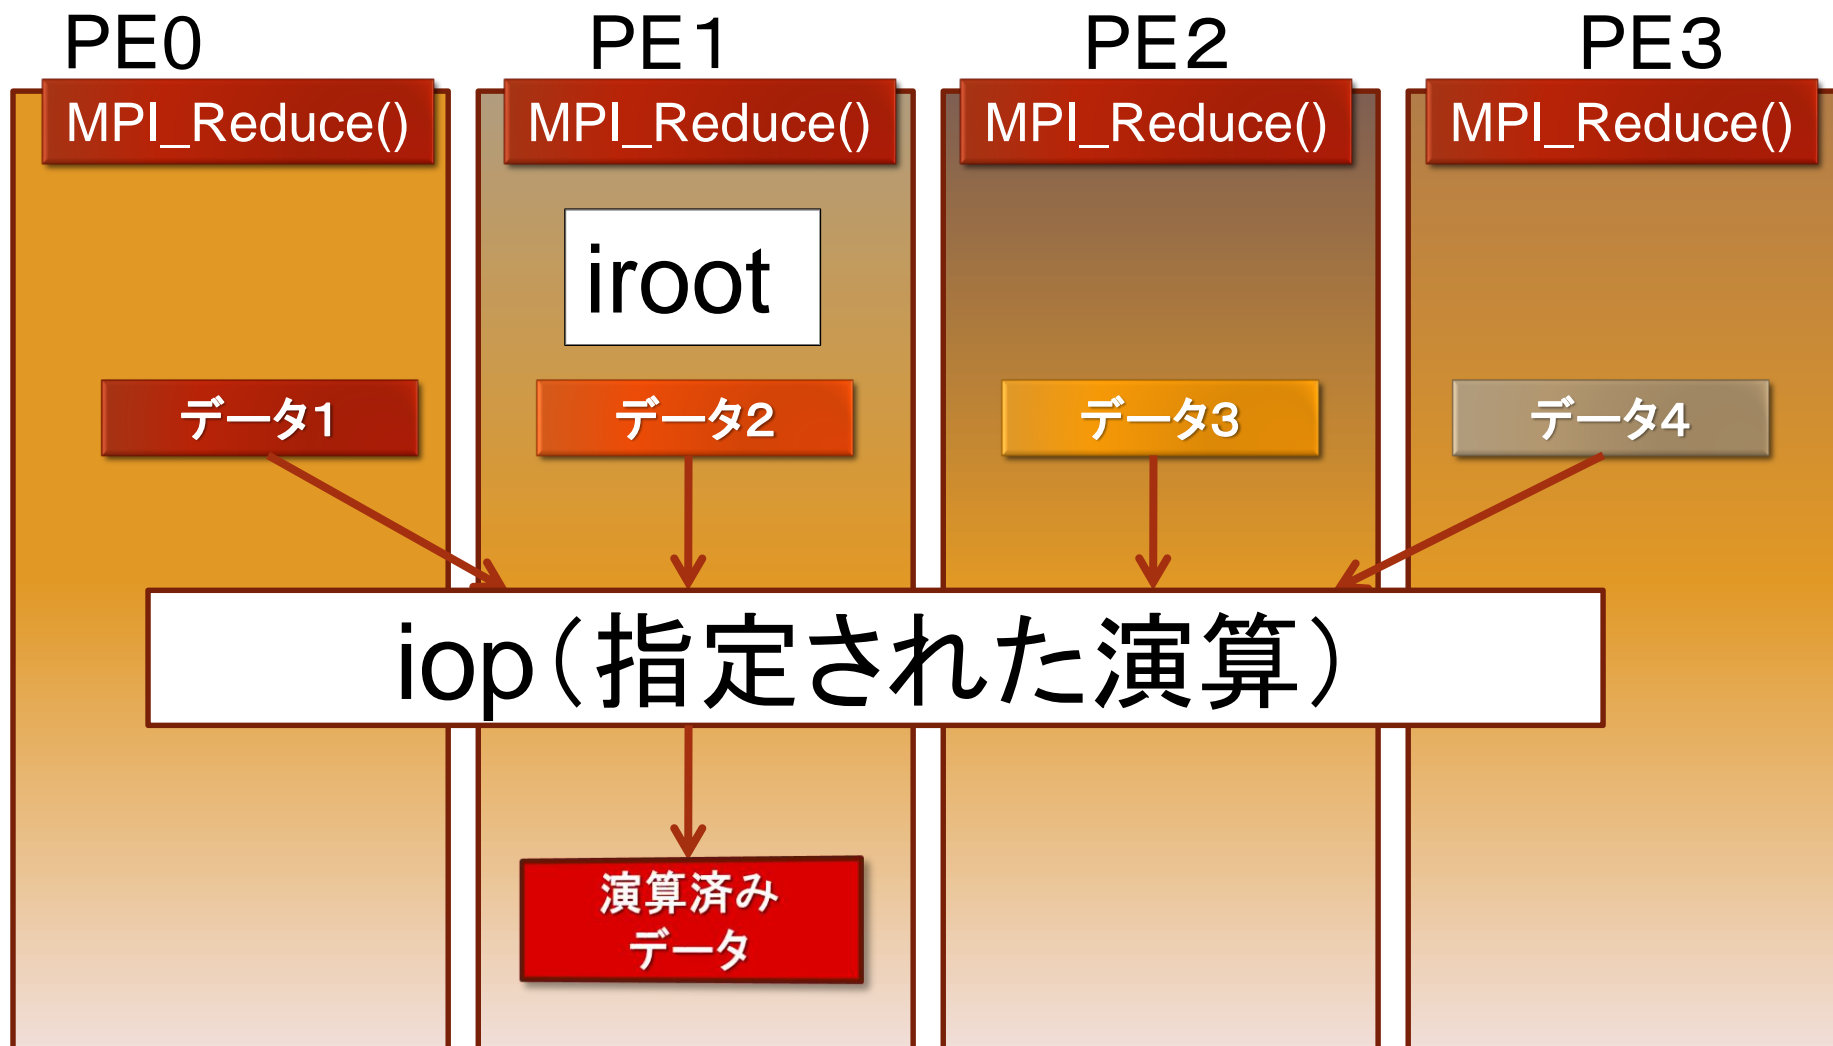 PE0
PE1
PE2
PE3
MPI_Reduce()
MPI_Reduce()
MPI_Reduce()
MPI_Reduce()
iroot
データ1
データ2
データ3
データ4
iop（指定された演算）
演算済み
データ